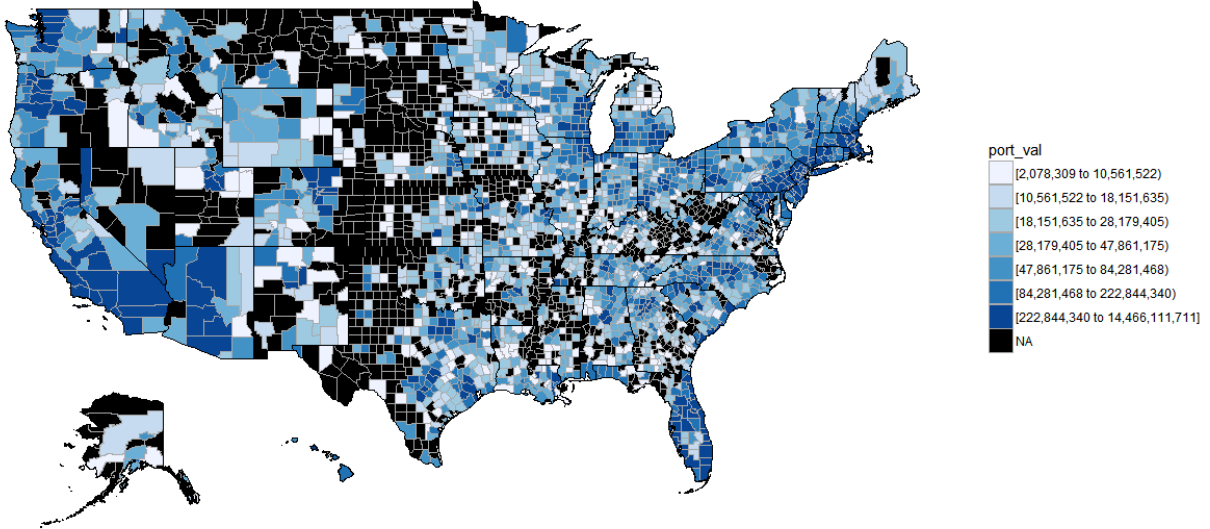 port_val
[2,078,309 to 10,561,522)
[10,561,522 to 18,151,635)
[18,151,635 to 28,179,405)
[28,179,405 to 47,861,175)
[47,861,175 to 84,281,468)
[84,281,468 to 222,844,340)
[222,844,340 to 14,466,111,711]
NA